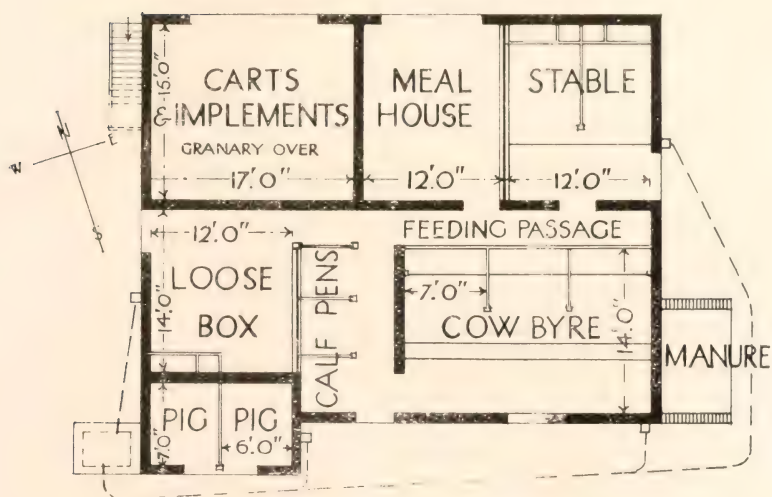 CARTS
& IMPLEMENTS
GRANARY OVER
15'.0"
17'.0"
MEAL
HOUSE
12'.0"
STABLE
12'.0"
N
E
S
FEEDING PASSAGE
12'.0"
LOOSE
BOX
14'.0"
CALF PENS
7'.0"
COW BYRE
14'.0"
MANURE
PIG
PIG
7'.0"
6'.0"